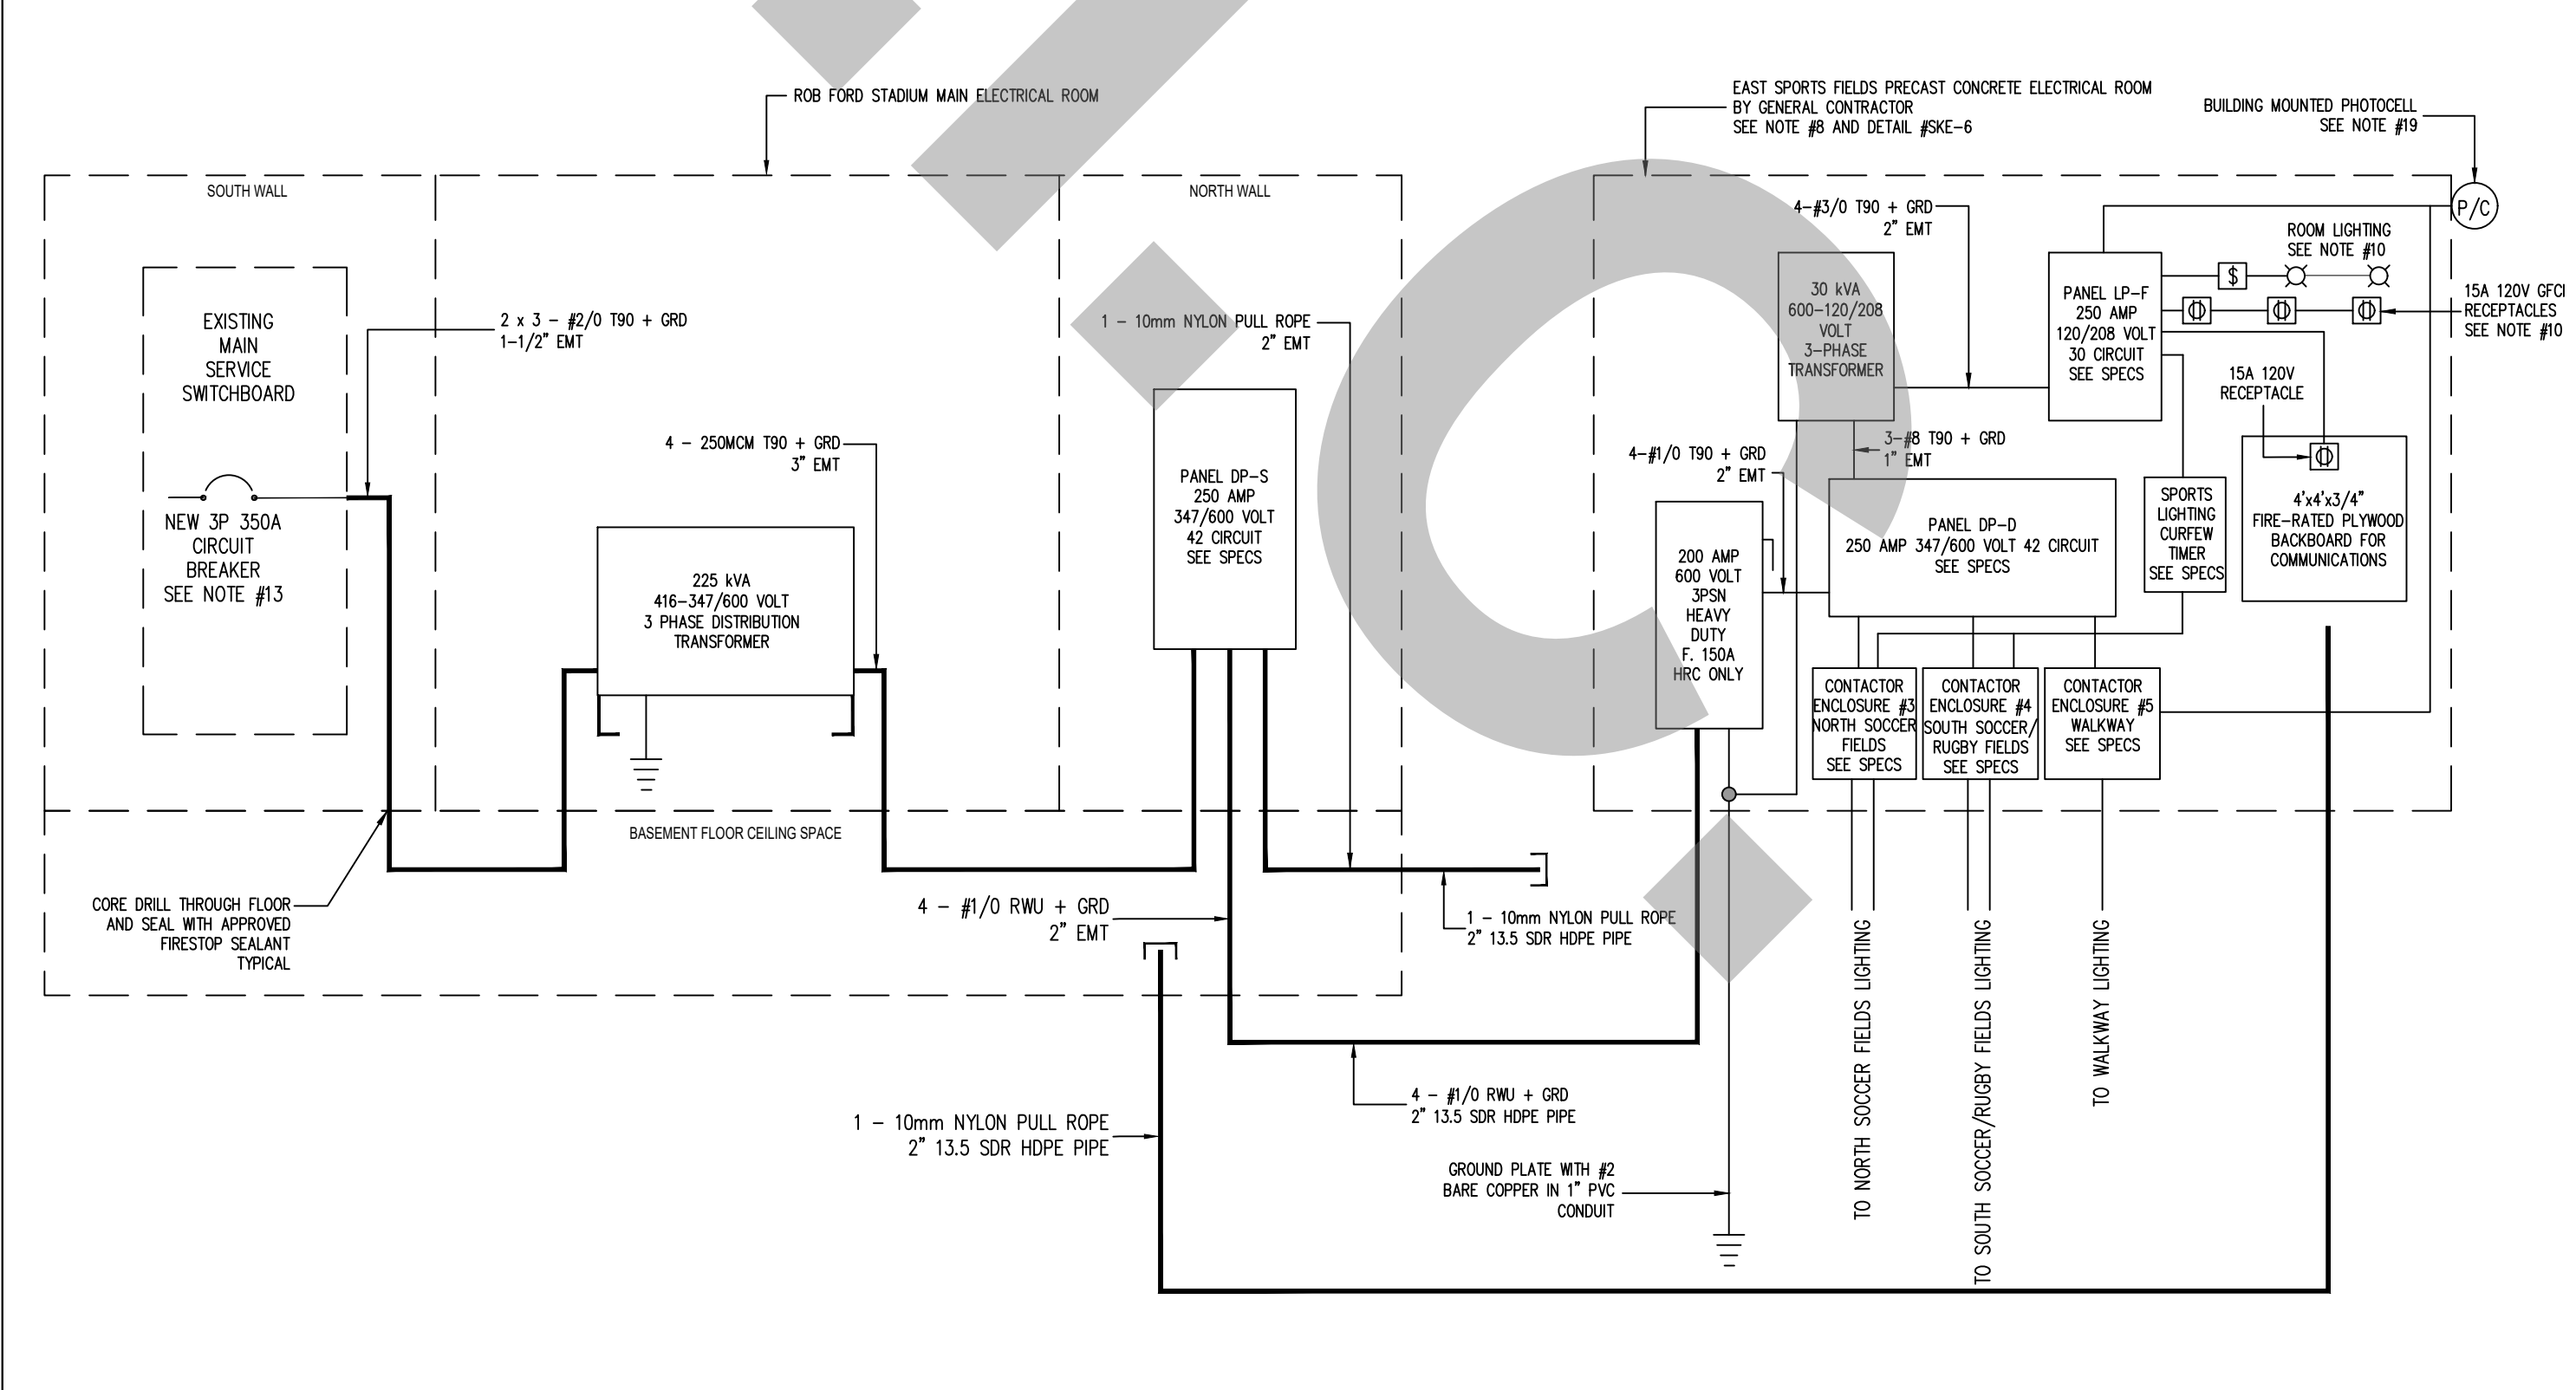 ROB FORD STADIUM MAIN ELECTRICAL ROOM
EAST SPORTS FIELDS PRECAST CONCRETE ELECTRICAL ROOM
BY GENERAL CONTRACTOR
SEE NOTE #8 AND DETAIL #SKE-6
BUILDING MOUNTED PHOTOCELL
SEE NOTE #19
SOUTH WALL
NORTH WALL
EXISTING
MAIN
SERVICE
SWITCHBOARD
NEW 3P 350A
CIRCUIT
BREAKER
SEE NOTE #13
2 x 3 - #2/0 T90 + GRD
1-1/2" EMT
4 - 250MCM T90 + GRD
3" EMT
225 kVA
416-347/600 VOLT
3 PHASE DISTRIBUTION
TRANSFORMER
1 - 10mm NYLON PULL ROPE
2" EMT
PANEL DP-S
250 AMP
347/600 VOLT
42 CIRCUIT
SEE SPECS
BASEMENT FLOOR CEILING SPACE
CORE DRILL THROUGH FLOOR
AND SEAL WITH APPROVED
FIRESTOP SEALANT
TYPICAL
4 - #1/0 RWU + GRD
2" EMT
1 - 10mm NYLON PULL ROPE
2" 13.5 SDR HDPE PIPE
4 - #1/0 RWU + GRD
2" 13.5 SDR HDPE PIPE
1 - 10mm NYLON PULL ROPE
2" 13.5 SDR HDPE PIPE
GROUND PLATE WITH #2
BARE COPPER IN 1" PVC
CONDUIT
4-#3/0 T90 + GRD
2" EMT
30 kVA
600-120/208
VOLT
3-PHASE
TRANSFORMER
3-#8 T90 + GRD
1" EMT
4-#1/0 T90 + GRD
2" EMT
200 AMP
600 VOLT
3PSN
HEAVY
DUTY
F. 150A
HRC ONLY
PANEL DP-D
250 AMP 347/600 VOLT 42 CIRCUIT
SEE SPECS
PANEL LP-F
250 AMP
120/208 VOLT
30 CIRCUIT
SEE SPECS
P/C
ROOM LIGHTING
SEE NOTE #10
$
15A 120V GFCI
RECEPTACLES
SEE NOTE #10
15A 120V
RECEPTACLE
4'x4'x3/4"
FIRE-RATED PLYWOOD
BACKBOARD FOR
COMMUNICATIONS
SPORTS
LIGHTING
CURFEW
TIMER
SEE SPECS
CONTACTOR
ENCLOSURE #3
NORTH SOCCER
FIELDS
SEE SPECS
CONTACTOR
ENCLOSURE #4
SOUTH SOCCER/
RUGBY FIELDS
SEE SPECS
CONTACTOR
ENCLOSURE #5
WALKWAY
SEE SPECS
TO NORTH SOCCER FIELDS LIGHTING
TO SOUTH SOCCER/RUGBY FIELDS LIGHTING
TO WALKWAY LIGHTING